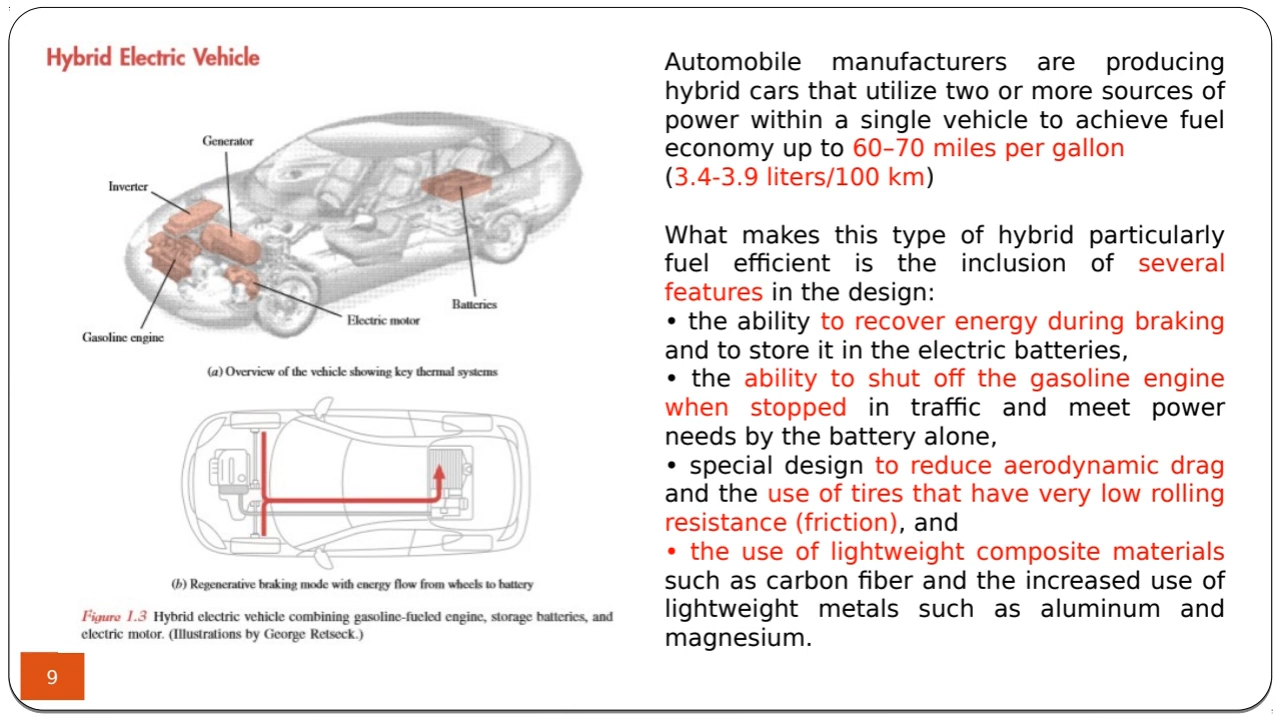 Hybrid Electric Vehicle
Generator
Inverter
Batteries
Electric motor
Gasoline engine
(a) Overview of the vehicle showing key thermal systems
(b) Regenerative braking mode with energy flow from wheels to battery
Figure 1.3 Hybrid electric vehicle combining gasoline-fueled engine, storage batteries, and
electric motor. (Illustrations by George Retseck.)
Automobile manufacturers are producing
hybrid cars that utilize two or more sources of
power within a single vehicle to achieve fuel
economy up to 60–70 miles per gallon
(3.4-3.9 liters/100 km)
What makes this type of hybrid particularly
fuel efficient is the inclusion of several
features in the design:
• the ability to recover energy during braking
and to store it in the electric batteries,
• the ability to shut off the gasoline engine
when stopped in traffic and meet power
needs by the battery alone,
• special design to reduce aerodynamic drag
and the use of tires that have very low rolling
resistance (friction), and
• the use of lightweight composite materials
such as carbon fiber and the increased use of
lightweight metals such as aluminum and
magnesium.
9